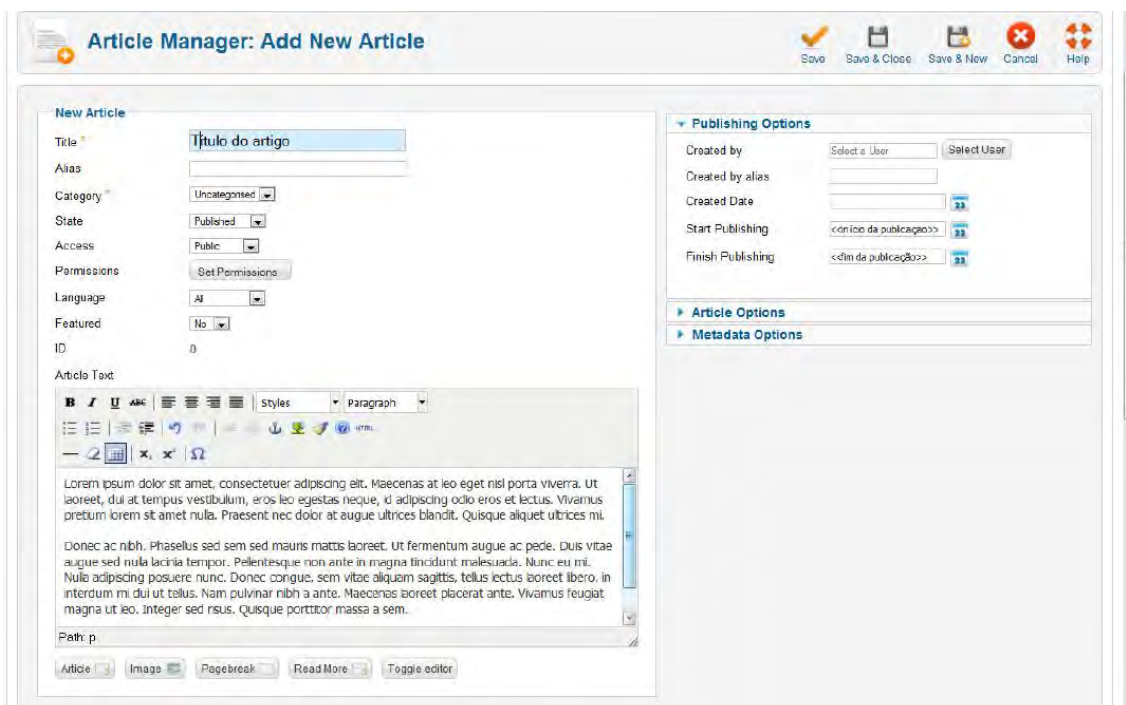 Article Manager: Add New Article
Save
Save & Close
Save & New
Cancel
Help
New Article
Title *
Título do artigo
Alias
Category *
Uncategorised
State
Published
Access
Public
Permissions
Set Permissions
Language
All
Featured
No
ID
0
Article Text
B I U ABC Styles Paragraph
HTML
Ω
Lorem ipsum dolor sit amet, consectetuer adipiscing elit. Maecenas at leo eget nisl porta viverra. Ut
laoreet, dui at tempus vestibulum, eros leo egestas neque, id adipiscing odio eros et lectus. Vivamus
pretium lorem sit amet nulla. Praesent nec dolor at augue ultrices blandit. Quisque aliquet ultrices mi.
Donec ac nibh. Phasellus sed sem sed mauris mattis laoreet. Ut fermentum augue ac pede. Duis vitae
augue sed nulla lacinia tempor. Pellentesque non ante in magna tincidunt malesuada. Nunc eu mi.
Nulla adipiscing posuere nunc. Donec congue, sem vitae aliquam sagittis, tellus lectus laoreet libero, in
interdum mi dui ut tellus. Nam pulvinar nibh a ante. Maecenas laoreet placerat ante. Vivamus feugiat
magna ut leo. Integer sed risus. Quisque porttitor massa a sem.
Path: p
Article
Image
Pagebreak
Read More
Toggle editor
Publishing Options
Created by
Select a User
Select User
Created by alias
Created Date
23
Start Publishing
<<início da publicação>>
23
Finish Publishing
<<fim da publicação>>
23
Article Options
Metadata Options